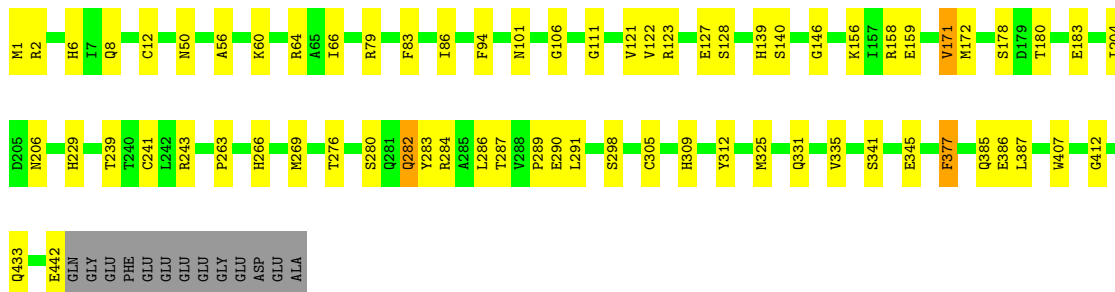 M1 R2 H6 I7 Q8 C12 N50 A56 K60 R64 A65 I66 R79 F83 I86 F94 N101 G106 G111 V121 V122 R123 E127 S128 H139 S140 G146 K156 I157 R158 E159 V171 M172 S178 D179 T180 E183 I204
D205 N206 H229 T239 T240 C241 L242 R243 P263 H266 M269 T276 S280 Q281 Q282 Y283 R284 A285 L286 T287 V288 P289 E290 L291 S298 C305 H309 Y312 M325 Q331 V335 S341 E345 F377 Q385 E386 L387 W407 G412
Q433 E442 GLN GLY GLU PHE GLU GLU GLU GLU GLY GLU ASP GLU ALA